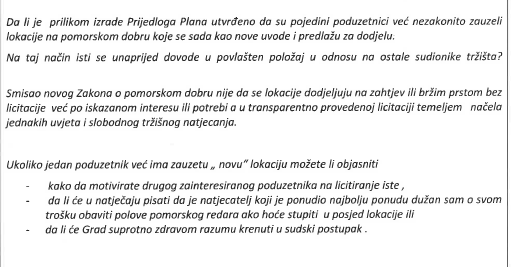 Da li je prilikom izrade Prijedloga Plana utvrđeno da su pojedini poduzetnici već nezakonito zauzeli
lokacije na pomorskom dobru koje se sada kao nove uvode i predlažu za dodjelu.
Na taj način isti se unaprijed dovode u povlašten položaj u odnosu na ostale sudionike tržišta?
Smisao novog Zakona o pomorskom dobru nije da se lokacije dodjeljuju na zahtjev ili bržim prstom bez
licitacije već po iskazanom interesu ili potrebi a u transparentno provedenoj licitaciji temeljem načela
jednakih uvjeta i slobodnog tržišnog natjecanja.
Ukoliko jedan poduzetnik već ima zauzetu „ novu" lokaciju možete li objasniti
- kako da motivirate drugog zainteresiranog poduzetnika na licitiranje iste ,
- da li će u natječaju pisati da je natjecatelj koji je ponudio najbolju ponudu dužan sam o svom
trošku obaviti polove pomorskog redara ako hoće stupiti u posjed lokacije ili
- da li će Grad suprotno zdravom razumu krenuti u sudski postupak .